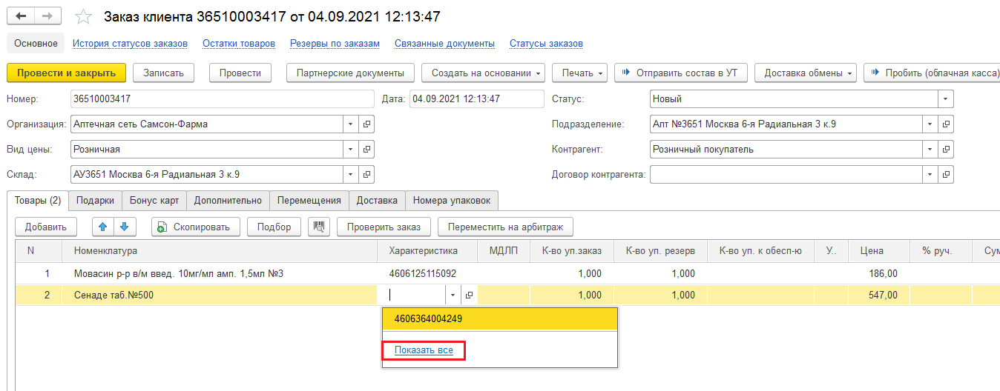 Заказ клиента 36510003417 от 04.09.2021 12:13:47
Основное История статусов заказов Остатки товаров Резервы по заказам Связанные документы Статусы заказов
Провести и закрыть Записать Провести Партнерские документы Создать на основании Печать Отправить состав в УТ Доставка обмены Пробить (облачная касса)
Номер: 36510003417 Дата: 04.09.2021 12:13:47 Статус: Новый
Организация: Аптечная сеть Самсон-Фарма Подразделение: Апт №3651 Москва 6-я Радиальная 3 к.9
Вид цены: Розничная Контрагент: Розничный покупатель
Склад: АУ3651 Москва 6-я Радиальная 3 к.9 Договор контрагента:
Товары (2) Подарки Бонус карт Дополнительно Перемещения Доставка Номера упаковок
Добавить Скопировать Подбор Проверить заказ Переместить на арбитраж
N Номенклатура Характеристика МДЛП К-во уп.заказ К-во уп. резерв К-во уп. к обесп-ю У.. Цена % руч. Сум
1 Мовасин р-р в/м введ. 10мг/мл амп. 1,5мл №3 4606125115092 1,000 1,000 186,00
2 Сенаде таб.№500 1,000 1,000 547,00
4606364004249
Показать все